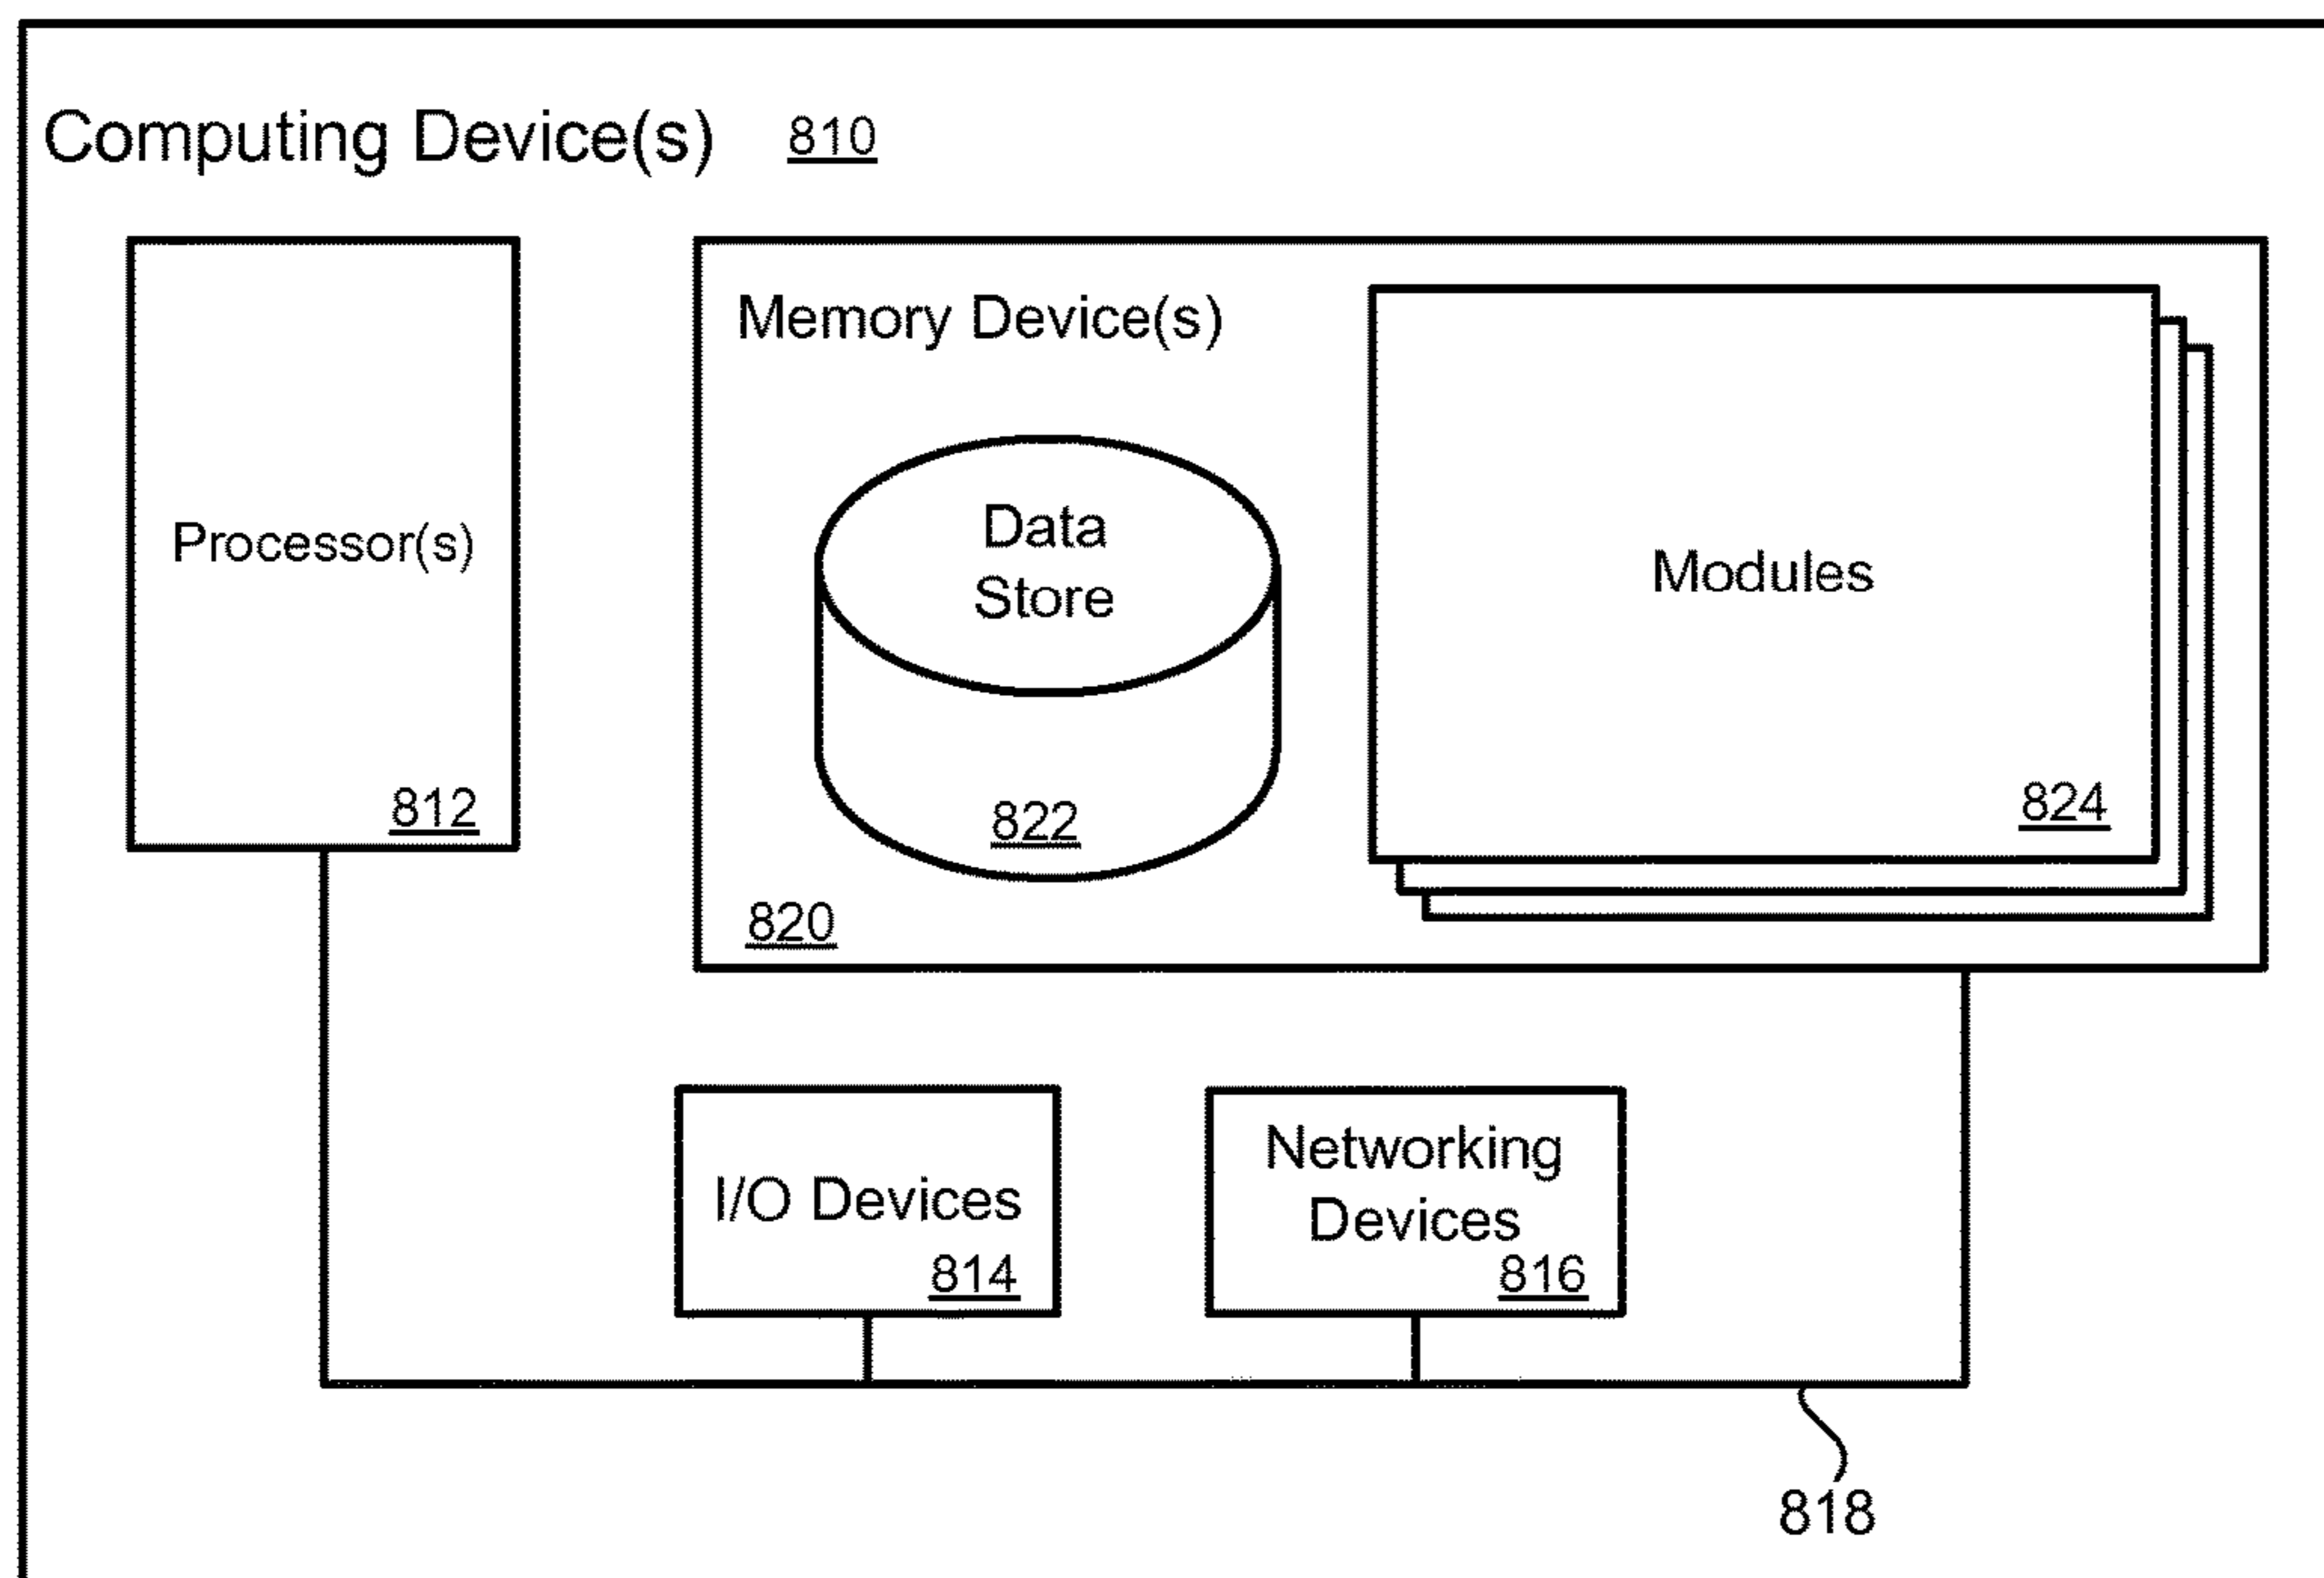 Computing Device(s) 810
Processor(s)
812
Memory Device(s)
Data
Store
822
820
Modules
824
I/O Devices
814
Networking
Devices
816
818